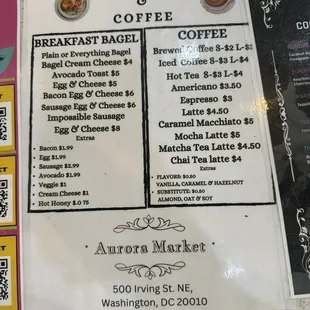 &
COFFEE
BREAKFAST BAGEL
Plain or Everything Bagel
Bagel Cream Cheese $4
Avocado Toast $5
Egg & Cheese $5
Bacon Egg & Cheese $6
Sausage Egg & Cheese $6
Impossible Sausage
Egg & Cheese $8
Extras
• Bacon $1.99
• Egg $1.99
• Sausage $2.99
• Avocado $1.99
• Veggie $1
• Cream Cheese $1
• Hot Honey $.0 75
COFFEE
Brewed Coffee S-$2 L-$3
Iced Coffee S-$3 L-$4
Hot Tea S-$3 L-$4
Americano $3.50
Espresso $3
Latte $4.50
Caramel Macchiato $5
Mocha Latte $5
Matcha Tea Latte $4.50
Chai Tea latte $4
Extras
• FLAVORS: $0.50
VANILLA, CARAMEL & HAZELNUT
• SUBSTITUTE: $0.50
ALMOND, OAT & SOY
· Aurora Market ·
500 Irving St. NE,
Washington, DC 20010